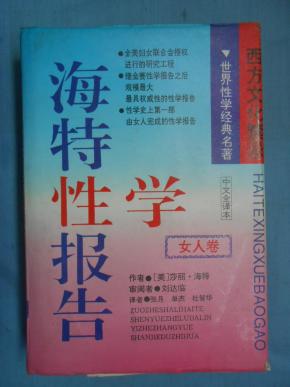 ●全美妇女联合会授权
进行的研究工程
●继金赛性学报告之后
规模最大
最具权威性的性学报告
●性学史上第一部
由女人完成的性学报告
▼世界性学经典名著
中文全译本
西方文化
海特性学报告
女人卷
作者●[美]莎丽·海特
审阅者●刘达临
译者●张月 单杰 杜智华
ZUOZHESHALIHAITE
SHENYUEZHELIUDALIN
YIZHEZHANGYUE
SHANJIEDUZHIHUA
HAITEXINGXUEBAOGAO